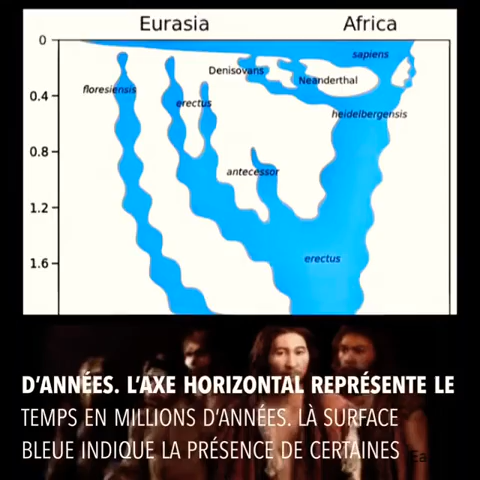 Eurasia Africa
0
sapiens
Denisovans
Neanderthal
floresiensis
0.4
erectus
heidelbergensis
0.8
antecessor
1.2
erectus
1.6
D'ANNÉES. L'AXE HORIZONTAL REPRÉSENTE LE
TEMPS EN MILLIONS D'ANNÉES. LÀ SURFACE
BLEUE INDIQUE LA PRÉSENCE DE CERTAINES